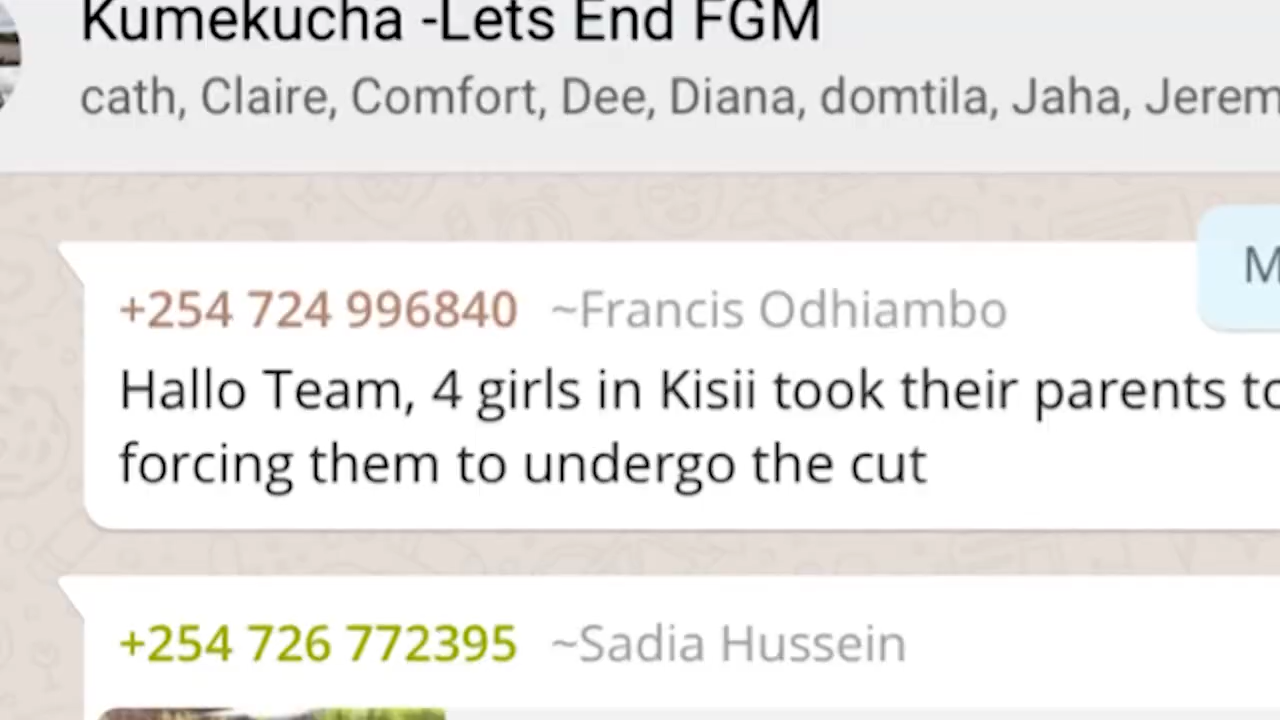 Kumekucha -Lets End FGM
cath, Claire, Comfort, Dee, Diana, domtila, Jaha, Jerem
M
+254 724 996840 ~Francis Odhiambo
Hallo Team, 4 girls in Kisii took their parents to
forcing them to undergo the cut
+254 726 772395 ~Sadia Hussein